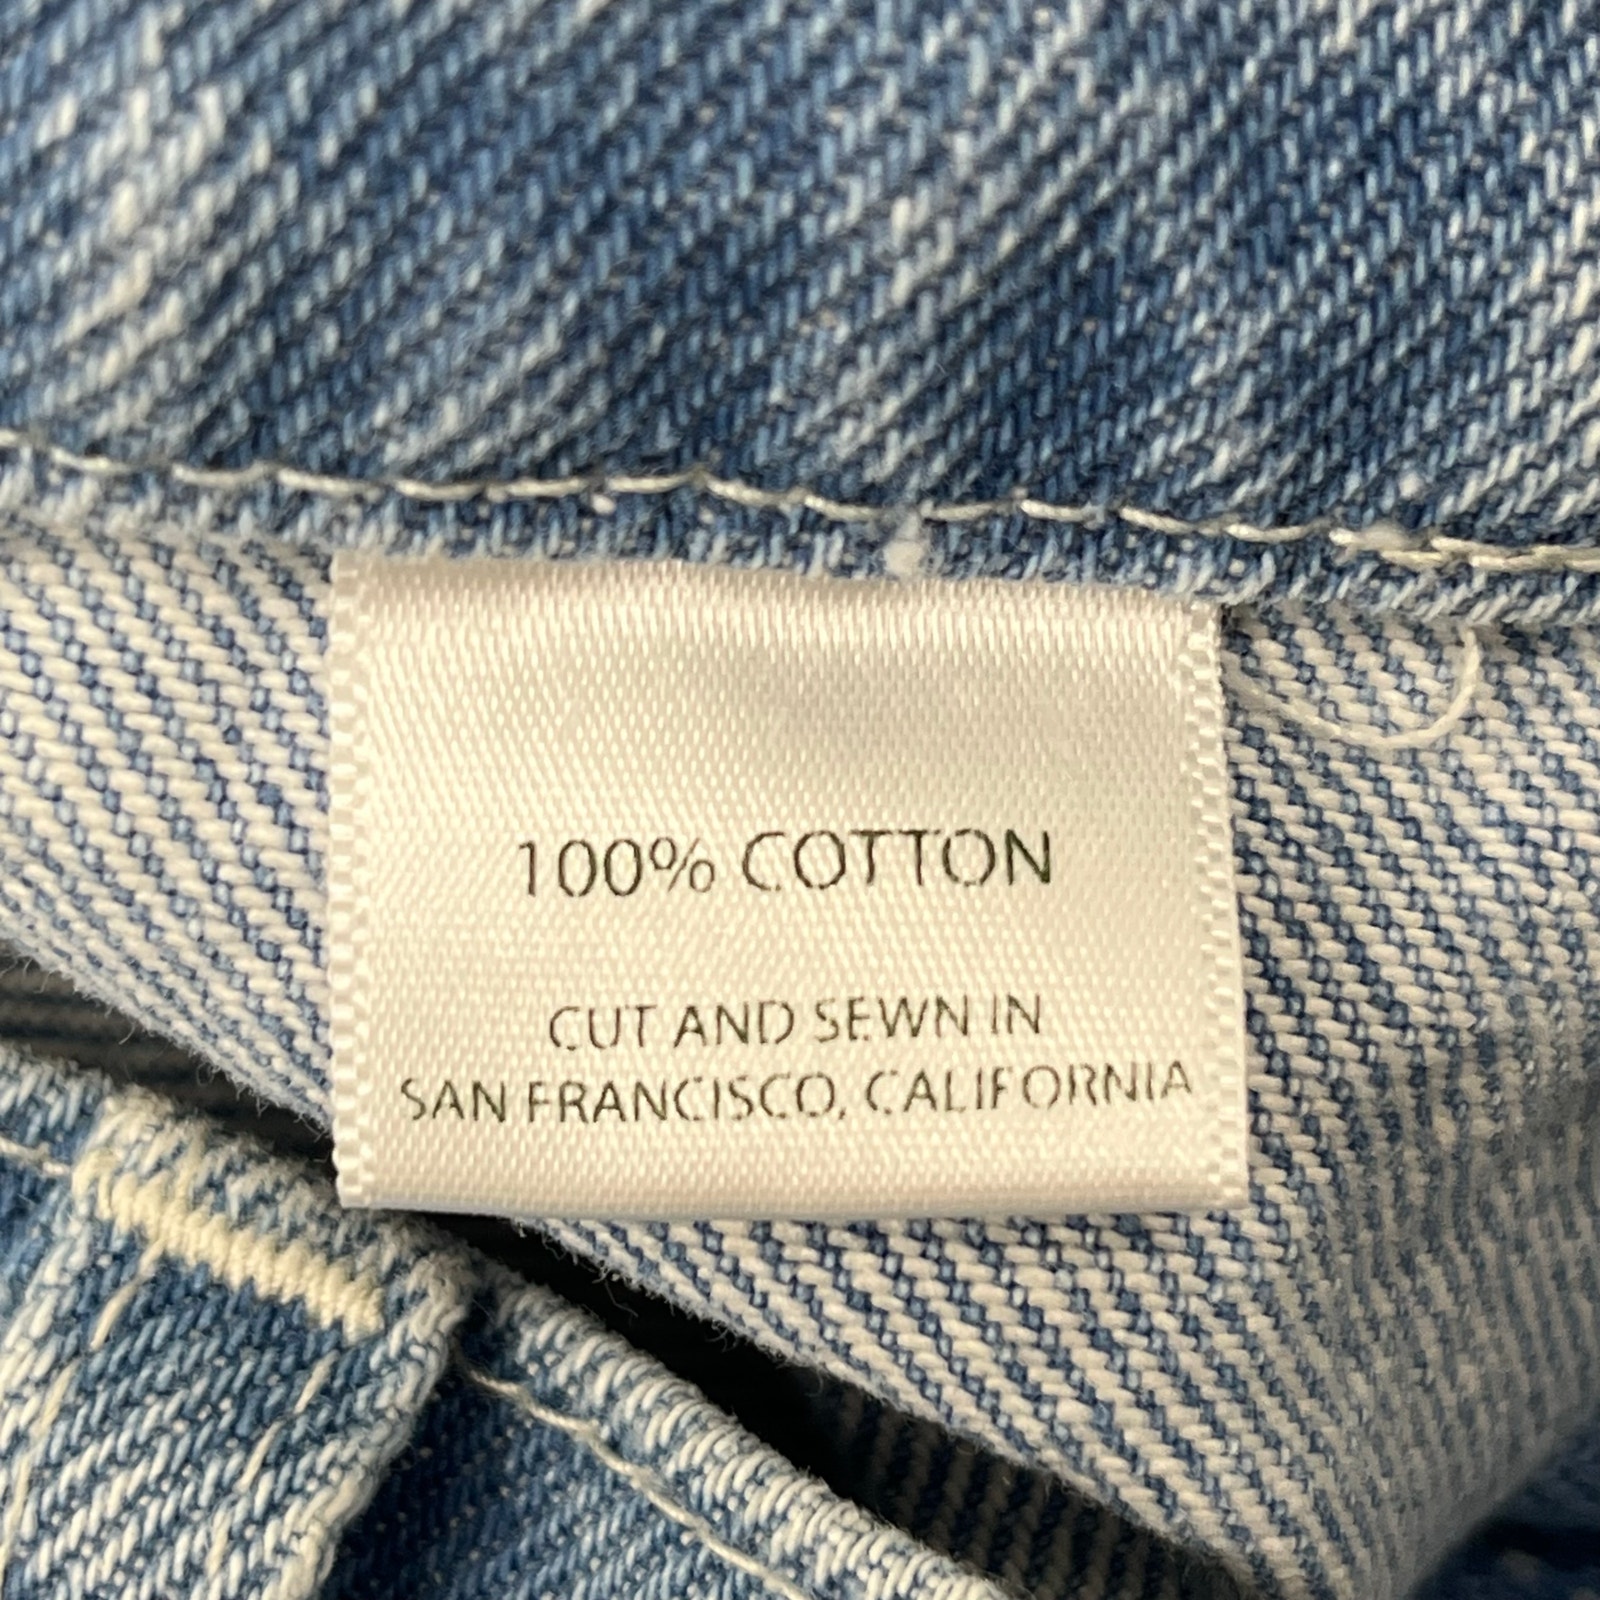 100% COTTON
CUT AND SEWN IN
SAN FRANCISCO, CALIFORNIA